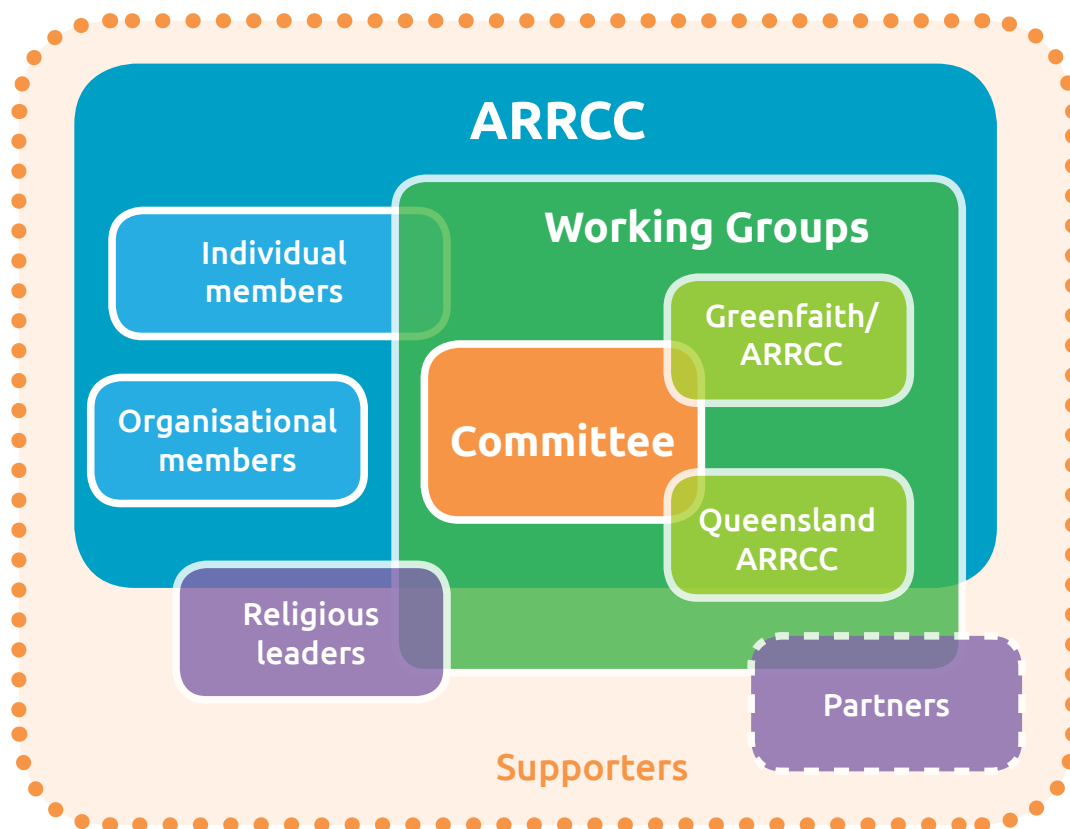 ARRCC
Working Groups
Individual
members
Greenfaith/
ARRCC
Organisational
members
Committee
Queensland
ARRCC
Religious
leaders
Partners
Supporters